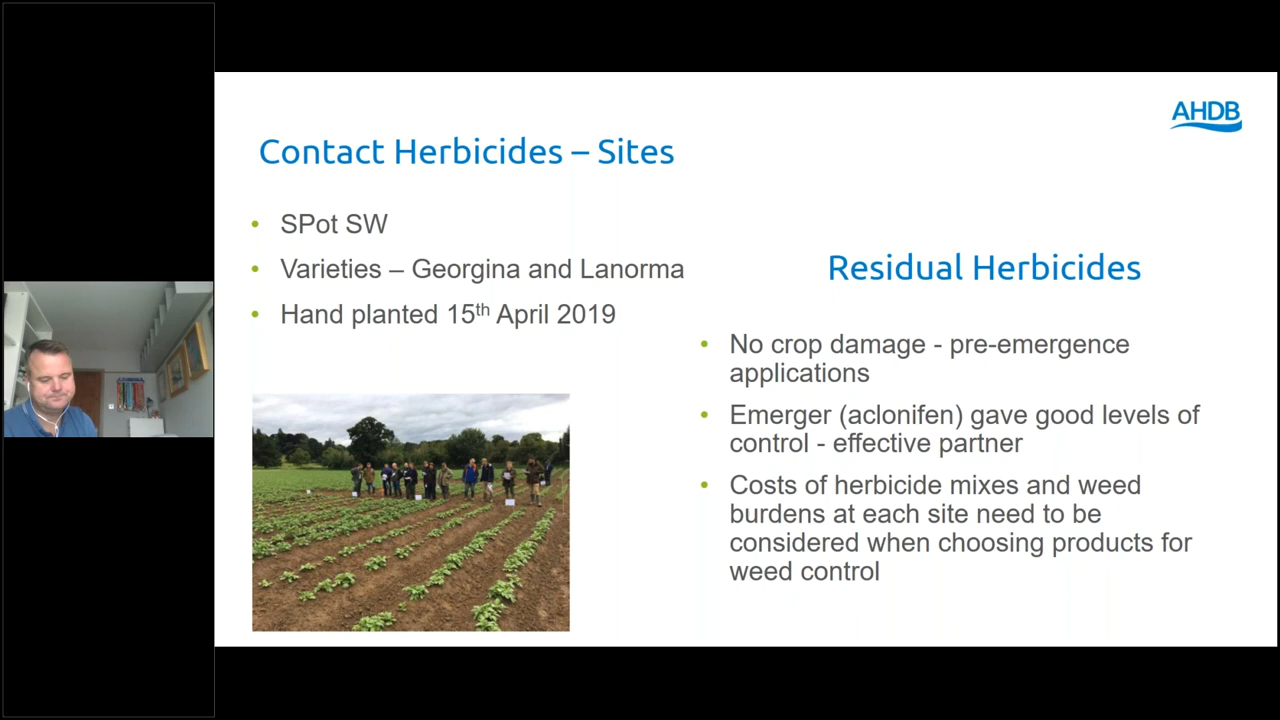 AHDB
Contact Herbicides – Sites
• SPot SW
• Varieties – Georgina and Lanorma
• Hand planted 15th April 2019
Residual Herbicides
• No crop damage - pre-emergence
applications
• Emerger (aclonifen) gave good levels of
control - effective partner
• Costs of herbicide mixes and weed
burdens at each site need to be
considered when choosing products for
weed control